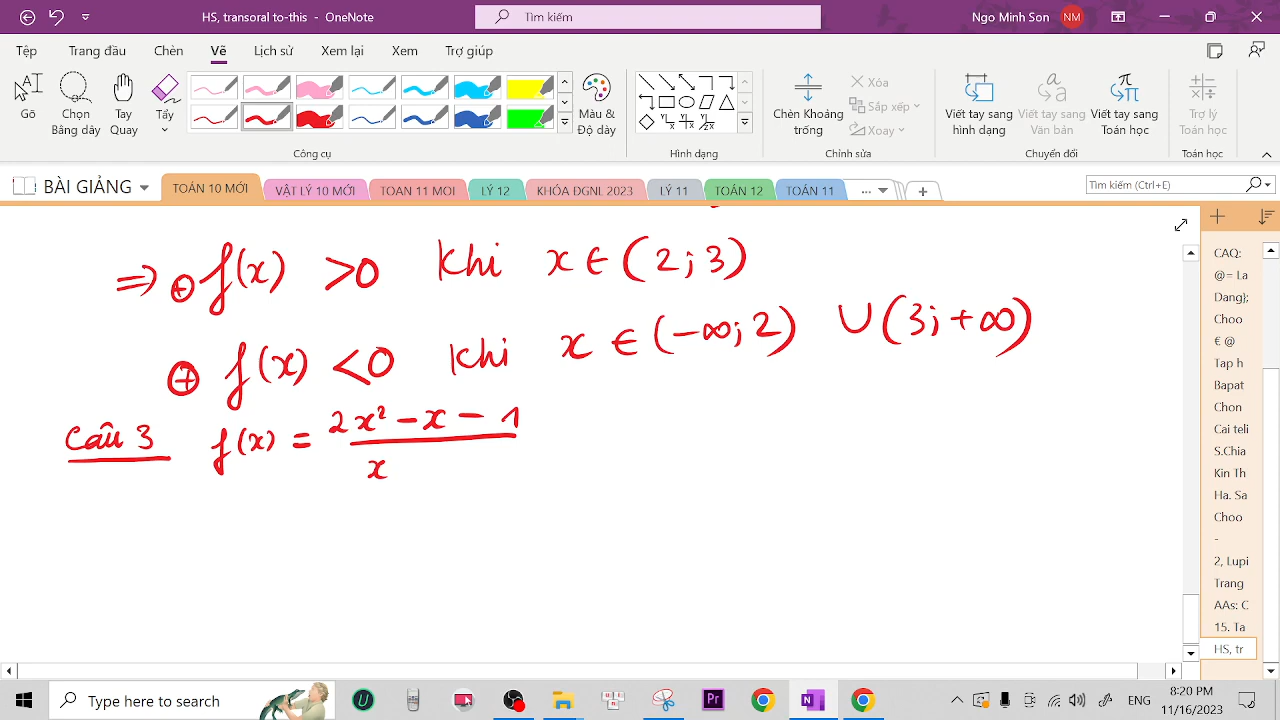 HS, transoral to-this - OneNote
Tìm kiếm
Ngo Minh Son NM
Tệp Trang đầu Chèn Vẽ Lịch sử Xem lại Xem Trợ giúp
Gõ
Chọn Bằng dây
Tay Quay
Tẩy
Màu & Độ dày
Chèn Khoảng trống
Xóa
Sắp xếp
Xoay
Viết tay sang hình dạng
Viết tay sang Văn bản
Viết tay sang Toán học
Trợ lý Toán học
Công cụ Hình dạng Chỉnh sửa Chuyển đổi Toán học
BÀI GIẢNG TOÁN 10 MỚI VẬT LÝ 10 MỚI TOAN 11 MOI LÝ 12 KHÓA ĐGNL 2023 LÝ 11 TOÁN 12 TOÁN 11 ... +
Tìm kiếm (Ctrl+E)
=> ⊕ f(x) >0 khi x ∈ (2; 3)
⊕ f(x) <0 khi x ∈ (-∞; 2) ∪ (3; +∞)
Câu 3 f(x) = 2x² - x - 1
x
CAQ:
@= La
Dang};
Choo
€ @
Tap h
Bapat
Chon
Cai teli
S.Chia
Kin Th
Ha. Sa
Choo
-
2, Lupi
Trang
AAs: C
15. Ta
HS, tr
Type here to search
ENG
8:20 PM
11/16/2023